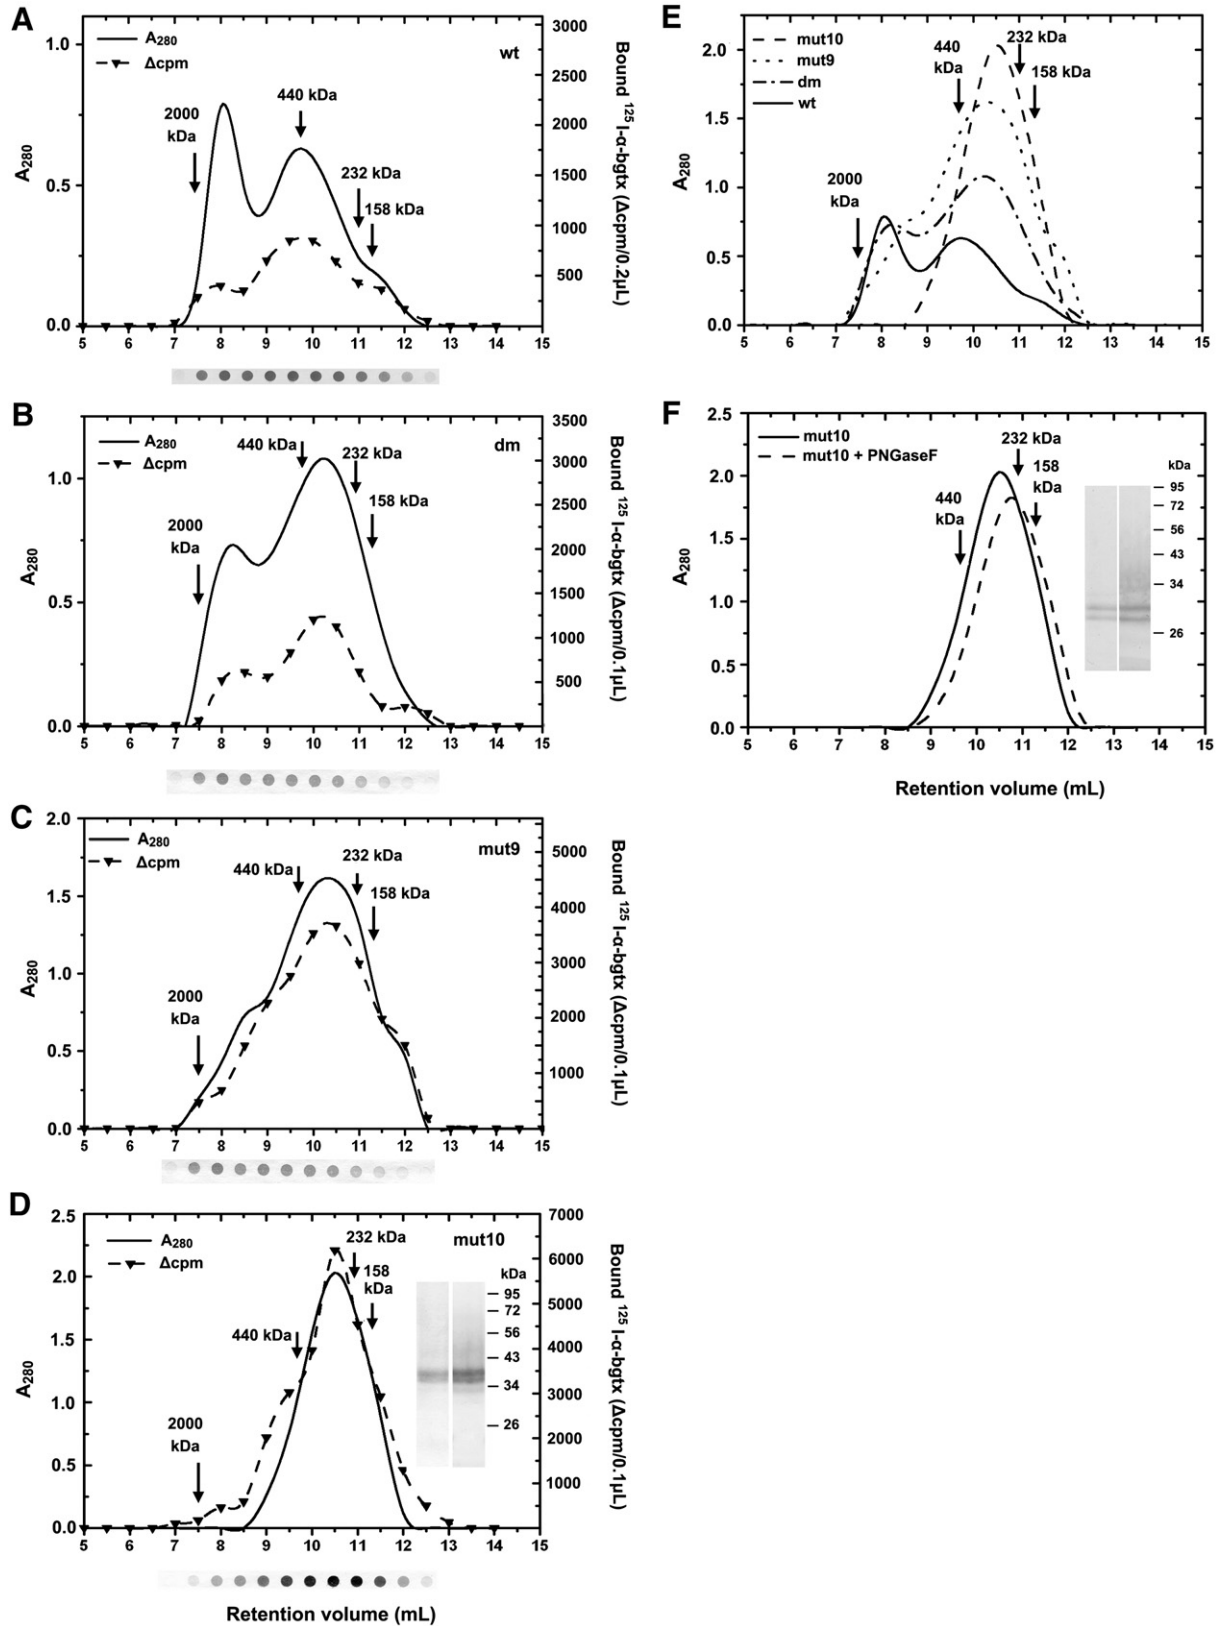 A
A280
Δcpm
wt
2000
kDa
440 kDa
232 kDa
158 kDa
1.0
0.5
0.0
A280
3000
2500
2000
1500
1000
500
Bound 125 I-α-bgtx (Δcpm/0.2μL)
5 6 7 8 9 10 11 12 13 14 15
B
A280
Δcpm
dm
2000
kDa
440 kDa
232 kDa
158 kDa
1.0
0.5
0.0
A280
3500
3000
2500
2000
1500
1000
500
Bound 125 I-α-bgtx (Δcpm/0.1μL)
5 6 7 8 9 10 11 12 13 14 15
C
A280
Δcpm
mut9
2000
kDa
440 kDa
232 kDa
158 kDa
2.0
1.5
1.0
0.5
0.0
A280
5000
4000
3000
2000
1000
Bound 125 I-α-bgtx (Δcpm/0.1μL)
5 6 7 8 9 10 11 12 13 14 15
D
A280
Δcpm
mut10
2000
kDa
440 kDa
232 kDa
158
kDa
kDa
95
72
56
43
34
26
2.5
2.0
1.5
1.0
0.5
0.0
A280
7000
6000
5000
4000
3000
2000
1000
Bound 125 I-α-bgtx (Δcpm/0.1μL)
5 6 7 8 9 10 11 12 13 14 15
Retention volume (mL)
E
mut10
mut9
dm
wt
2000
kDa
440
kDa
232 kDa
158 kDa
2.0
1.5
1.0
0.5
0.0
A280
5 6 7 8 9 10 11 12 13 14 15
F
mut10
mut10 + PNGaseF
440
kDa
232 kDa
158
kDa
kDa
95
72
56
43
34
26
2.5
2.0
1.5
1.0
0.5
0.0
A280
5 6 7 8 9 10 11 12 13 14 15
Retention volume (mL)